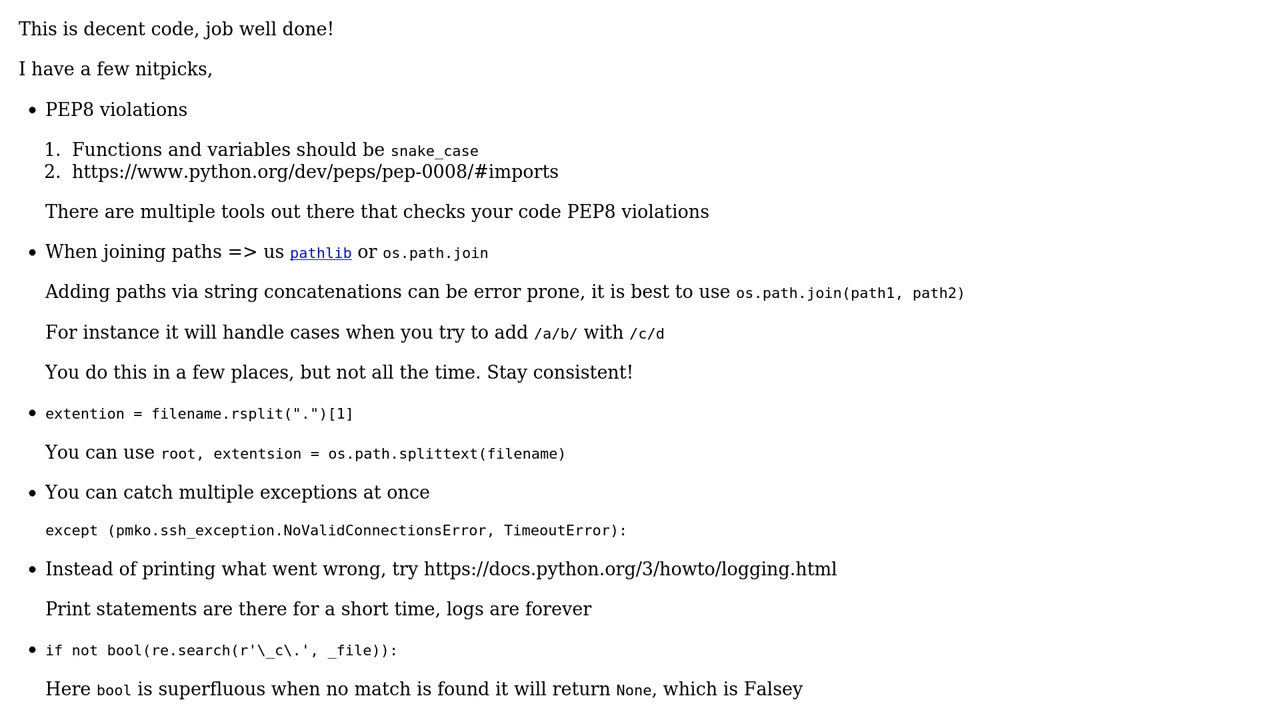 This is decent code, job well done!
I have a few nitpicks,
• PEP8 violations
1. Functions and variables should be snake_case
2. https://www.python.org/dev/peps/pep-0008/#imports
There are multiple tools out there that checks your code PEP8 violations
• When joining paths => us pathlib or os.path.join
Adding paths via string concatenations can be error prone, it is best to use os.path.join(path1, path2)
For instance it will handle cases when you try to add /a/b/ with /c/d
You do this in a few places, but not all the time. Stay consistent!
• extention = filename.rsplit(".")[1]
You can use root, extentsion = os.path.splittext(filename)
• You can catch multiple exceptions at once
except (pmko.ssh_exception.NoValidConnectionsError, TimeoutError):
• Instead of printing what went wrong, try https://docs.python.org/3/howto/logging.html
Print statements are there for a short time, logs are forever
• if not bool(re.search(r'\_c\.', _file)):
Here bool is superfluous when no match is found it will return None, which is Falsey